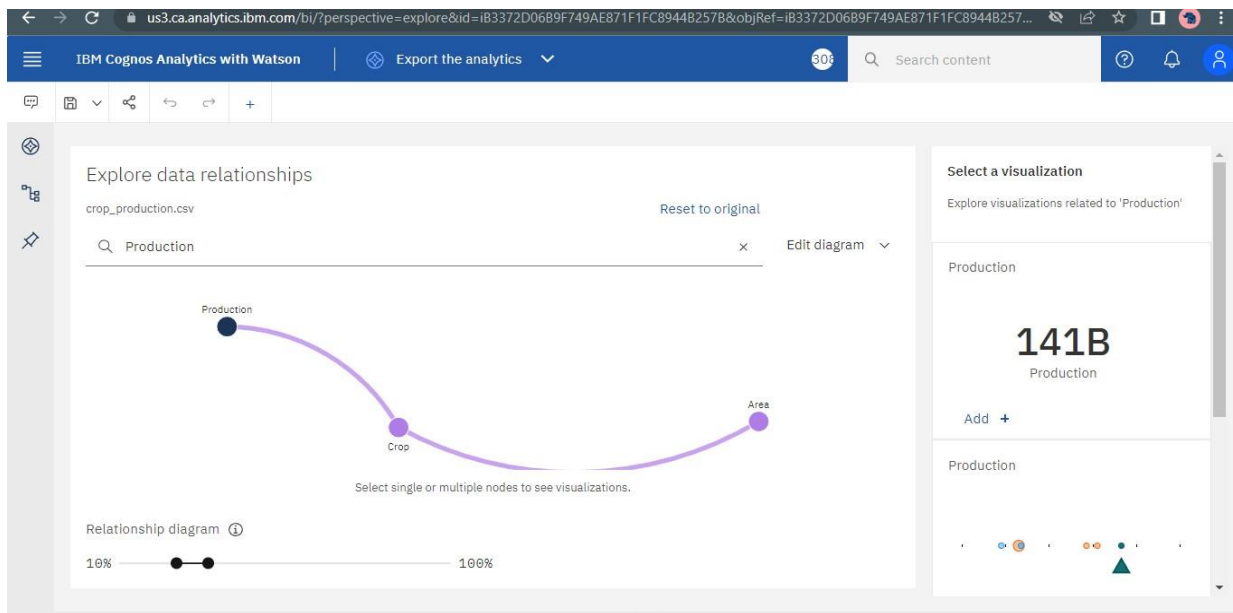 us3.ca.analytics.ibm.com/bi/?perspective=explore&id=iB3372D06B9F749AE871F1FC8944B257B&objRef=iB3372D06B9F749AE871F1FC8944B257...
IBM Cognos Analytics with Watson
Export the analytics
308
Search content
Explore data relationships
crop_production.csv
Reset to original
Production
Edit diagram
Production
Crop
Area
Select single or multiple nodes to see visualizations.
Relationship diagram
10%
100%
Select a visualization
Explore visualizations related to 'Production'
Production
141B
Production
Add +
Production